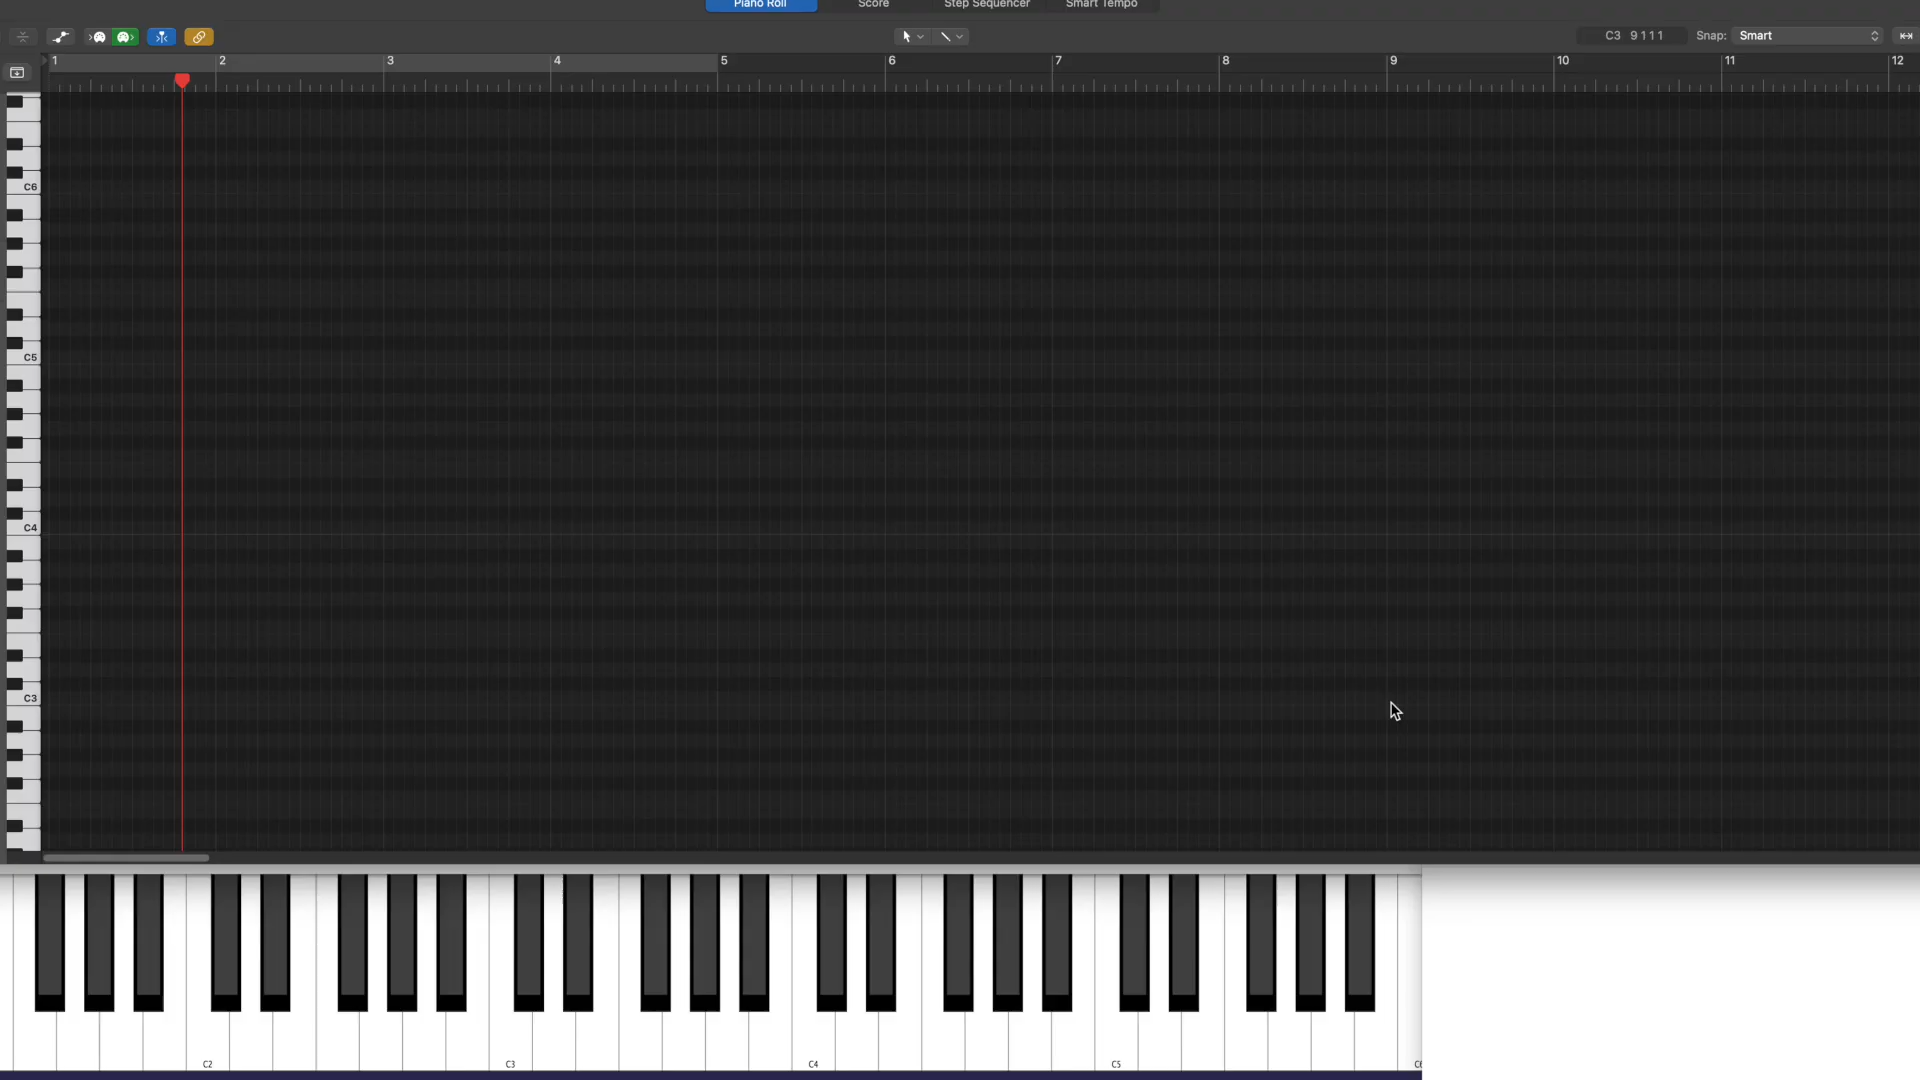 Piano Roll Score Step Sequencer Smart Tempo
C3 9 1 1 1 Snap: Smart
1 2 3 4 5 6 7 8 9 10 11 12
C6
C5
C4
C3
C2 C3 C4 C5